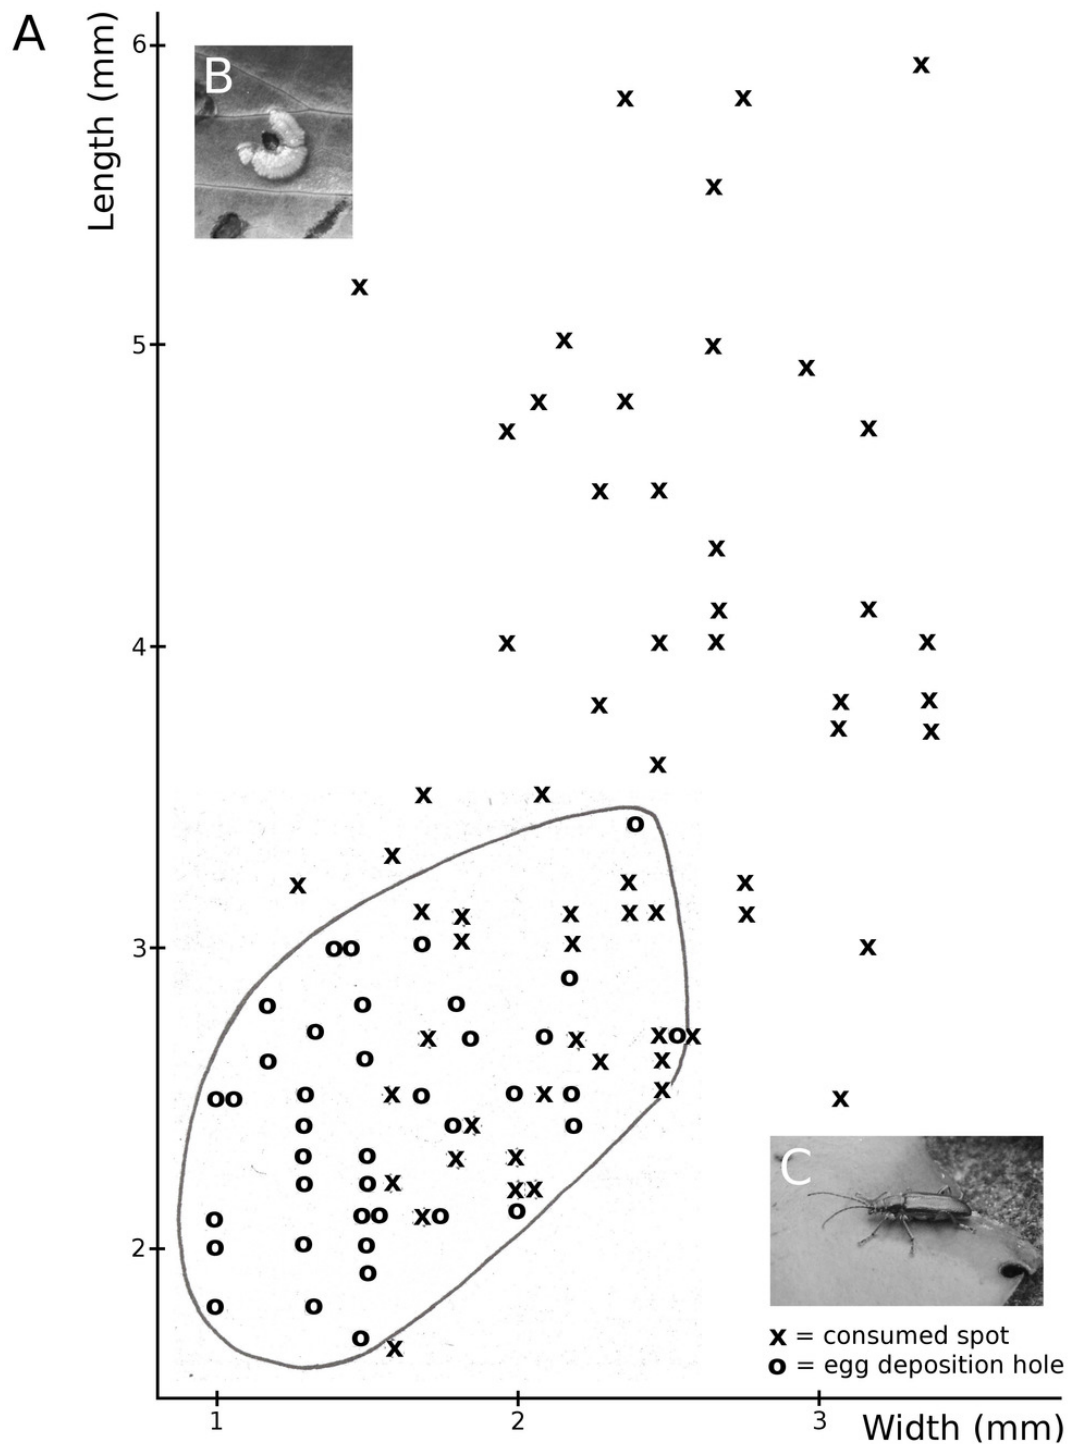 A
Length (mm)
6
5
4
3
2
B
C
x = consumed spot
o = egg deposition hole
1 2 3
Width (mm)